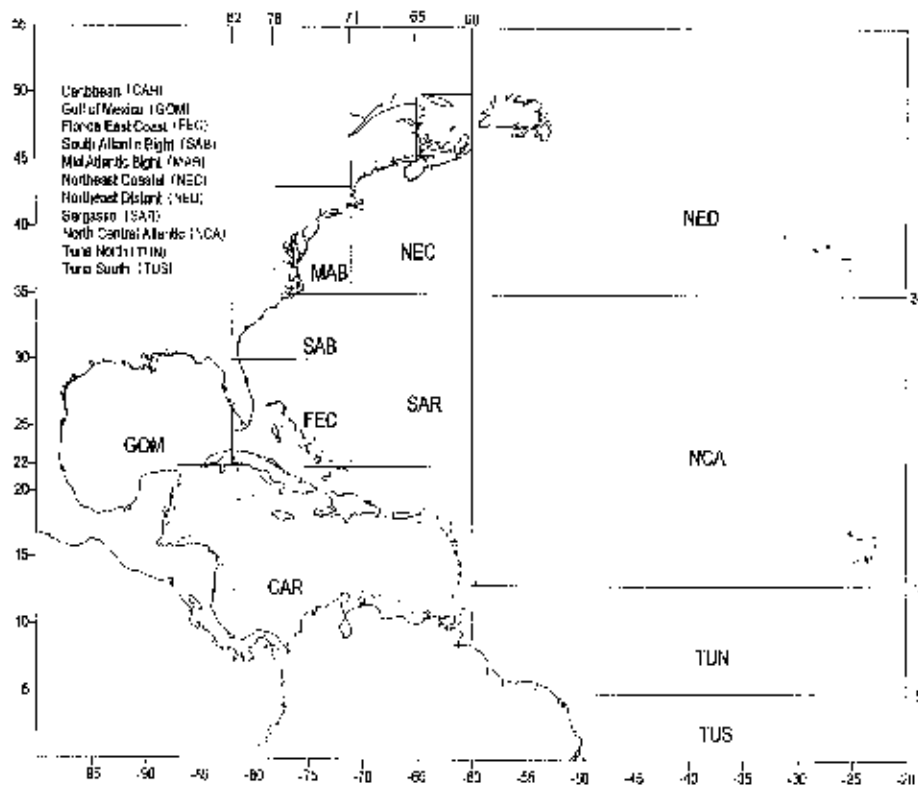 82 76 71 65 60
55
50
45
40
35
30
25
22
20
15
10
5
Caribbean (CAR)
Gulf of Mexico (GOM)
Florida East Coast (FEC)
South Atlantic Bight (SAB)
Mid Atlantic Bight (MAB)
Northeast Coastal (NEC)
Northeast Distant (NED)
Sargasso (SAR)
North Central Atlantic (NCA)
Tuna North (TUN)
Tuna South (TUS)
NED
NEC
MAB
SAB
SAR
FEC
GOM
NCA
CAR
TUN
TUS
-90 -80 -75 -70 -65 -60 -55 -50 -45 -40 -35 -30 -25 -20